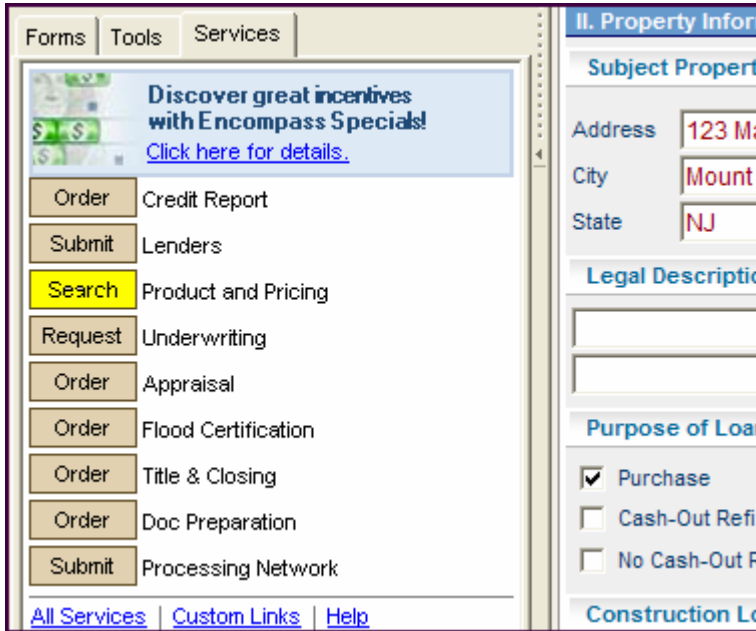 Forms Tools Services
Discover great incentives
with Encompass Specials!
Click here for details.
Order Credit Report
Submit Lenders
Search Product and Pricing
Request Underwriting
Order Appraisal
Order Flood Certification
Order Title & Closing
Order Doc Preparation
Submit Processing Network
All Services | Custom Links | Help
II. Property Infor
Subject Propert
Address 123 Ma
City Mount
State NJ
Legal Descriptio
Purpose of Loa
Purchase
Cash-Out Refi
No Cash-Out R
Construction Lo